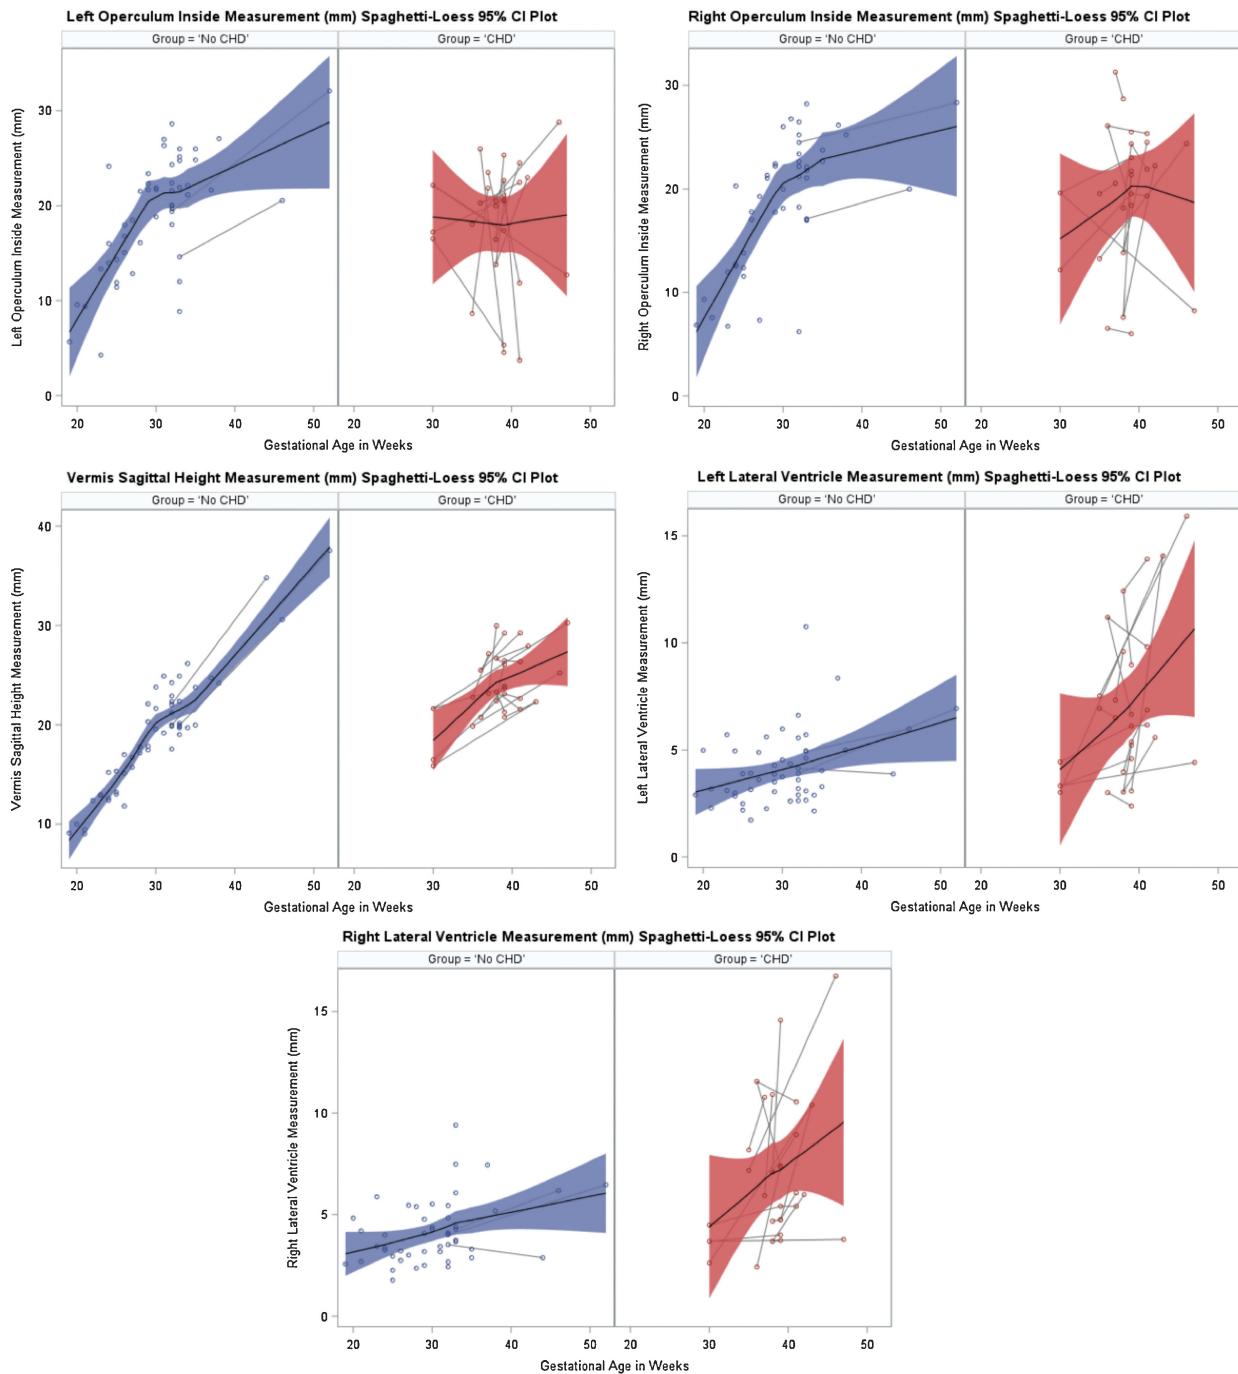 Left Operculum Inside Measurement (mm) Spaghetti-Loess 95% CI Plot
Group = 'No CHD' Group = 'CHD'
Left Operculum Inside Measurement (mm)
30
20
10
0
20 30 40 50 20 30 40 50
Gestational Age in Weeks
Right Operculum Inside Measurement (mm) Spaghetti-Loess 95% CI Plot
Group = 'No CHD' Group = 'CHD'
Right Operculum Inside Measurement (mm)
30
20
10
0
20 30 40 50 20 30 40 50
Gestational Age in Weeks
Vermis Sagittal Height Measurement (mm) Spaghetti-Loess 95% CI Plot
Group = 'No CHD' Group = 'CHD'
Vermis Sagittal Height Measurement (mm)
40
30
20
10
20 30 40 50 20 30 40 50
Gestational Age in Weeks
Left Lateral Ventricle Measurement (mm) Spaghetti-Loess 95% CI Plot
Group = 'No CHD' Group = 'CHD'
Left Lateral Ventricle Measurement (mm)
15
10
5
0
20 30 40 50 20 30 40 50
Gestational Age in Weeks
Right Lateral Ventricle Measurement (mm) Spaghetti-Loess 95% CI Plot
Group = 'No CHD' Group = 'CHD'
Right Lateral Ventricle Measurement (mm)
15
10
5
0
20 30 40 50 20 30 40 50
Gestational Age in Weeks